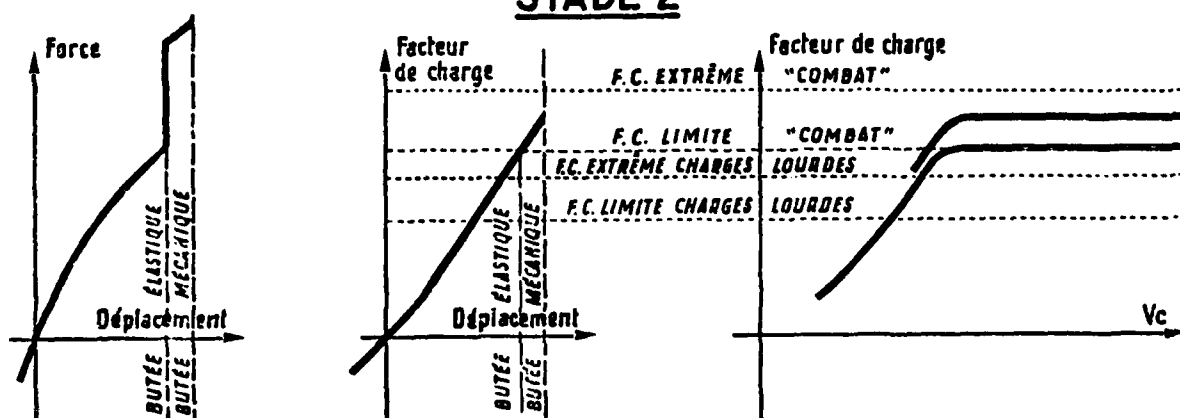 STADE 2
Force
Déplacement
BUTÉE ÉLASTIQUE
BUTÉE MÉCANIQUE
Facteur
de charge
Déplacement
BUTÉE ÉLASTIQUE
BUTÉE MÉCANIQUE
F.C. EXTRÊME "COMBAT"
F.C. LIMITE "COMBAT"
F.C. EXTRÊME CHARGES LOURDES
F.C. LIMITE CHARGES LOURDES
Facteur de charge
Vc